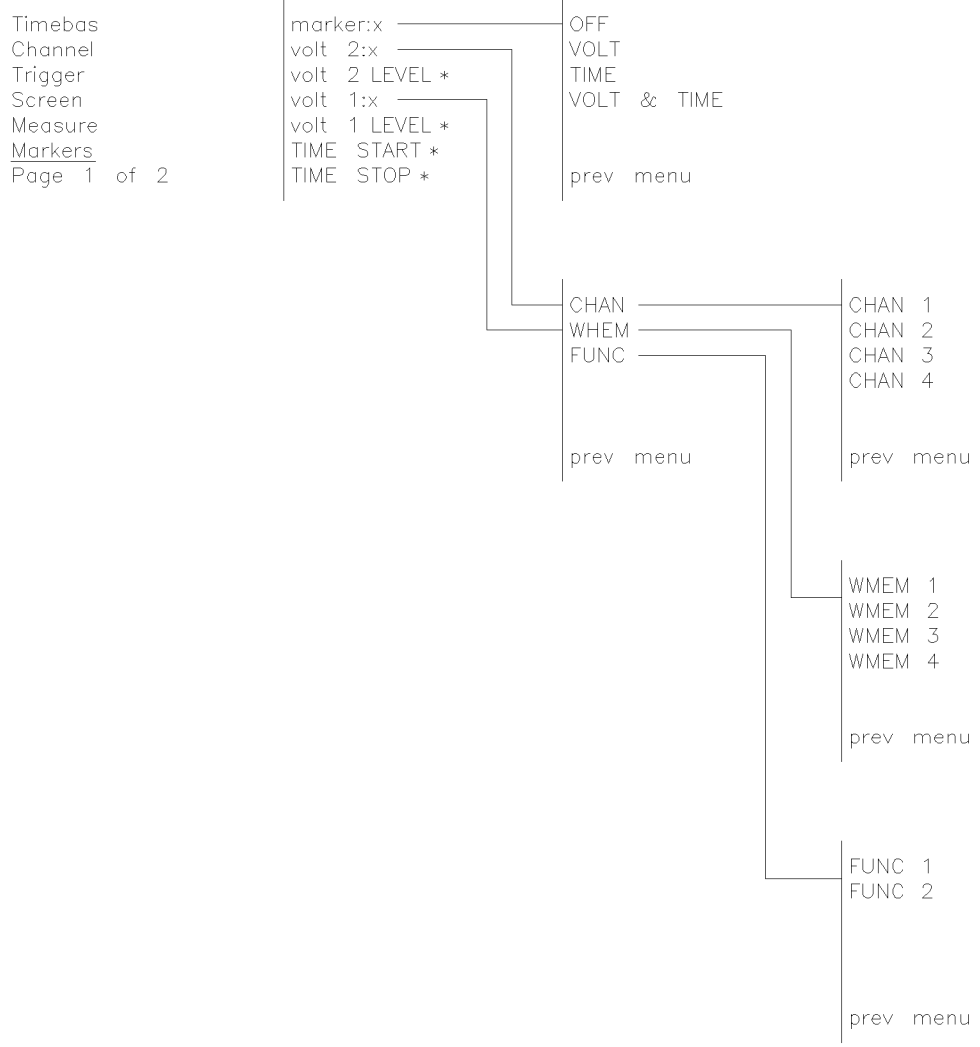 Timebas
Channel
Trigger
Screen
Measure
Markers
Page 1 of 2
marker:x
volt 2:x
volt 2 LEVEL *
volt 1:x
volt 1 LEVEL *
TIME START *
TIME STOP *
OFF
VOLT
TIME
VOLT & TIME
prev menu
CHAN
WHEM
FUNC
prev menu
CHAN 1
CHAN 2
CHAN 3
CHAN 4
prev menu
WMEM 1
WMEM 2
WMEM 3
WMEM 4
prev menu
FUNC 1
FUNC 2
prev menu